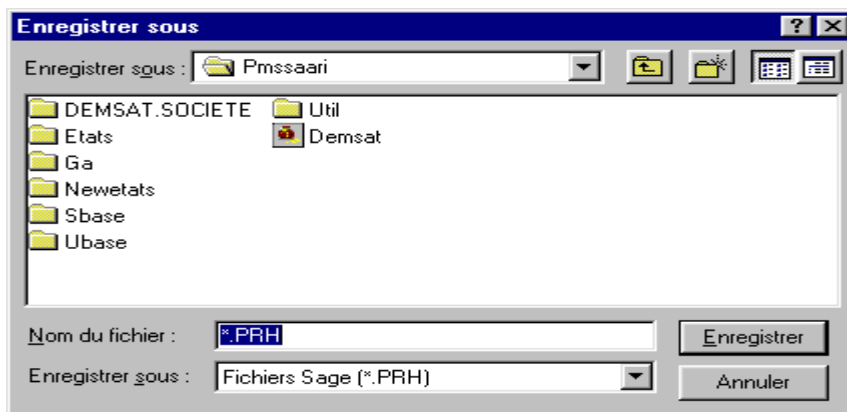 Enregistrer sous
Enregistrer sous : Pmssaari
DEMSAT.SOCIETE Util
Etats Demsat
Ga
Newetats
Sbase
Ubase
Nom du fichier : *.PRH Enregistrer
Enregistrer sous : Fichiers Sage (*.PRH) Annuler